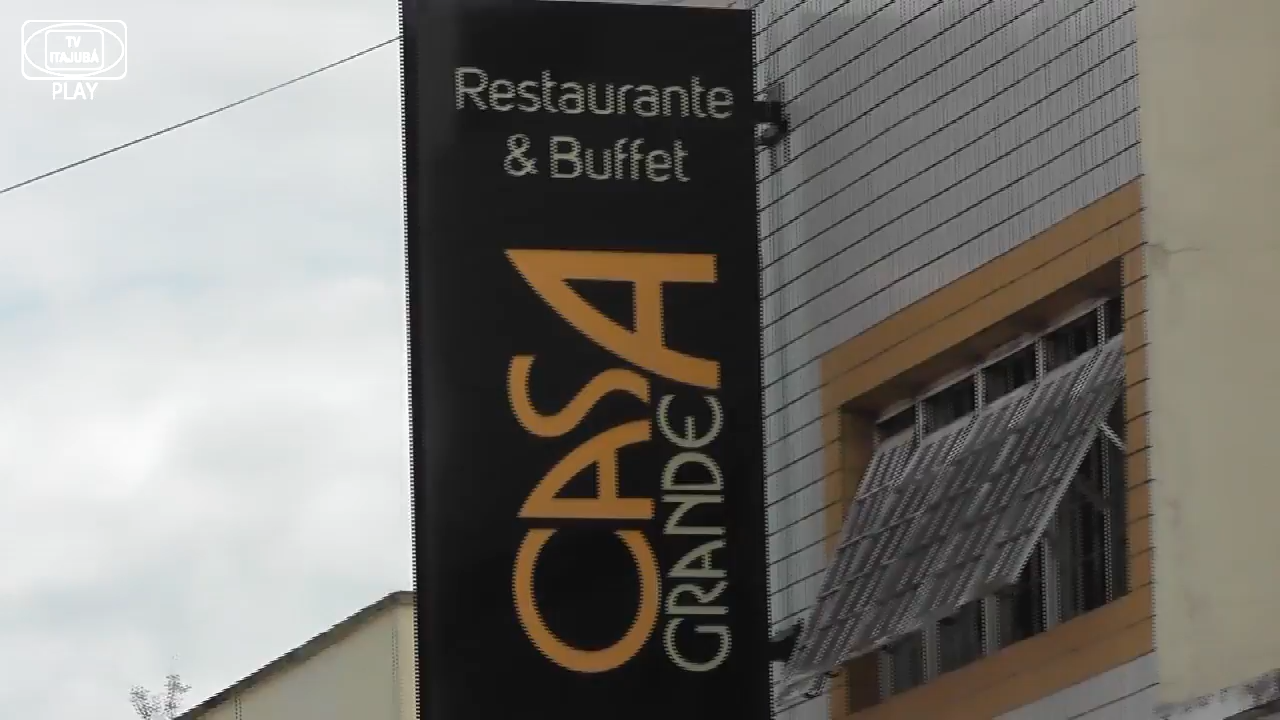 TV
ITAJUBÁ
PLAY
Restaurante
& Buffet
CASA
GRANDE